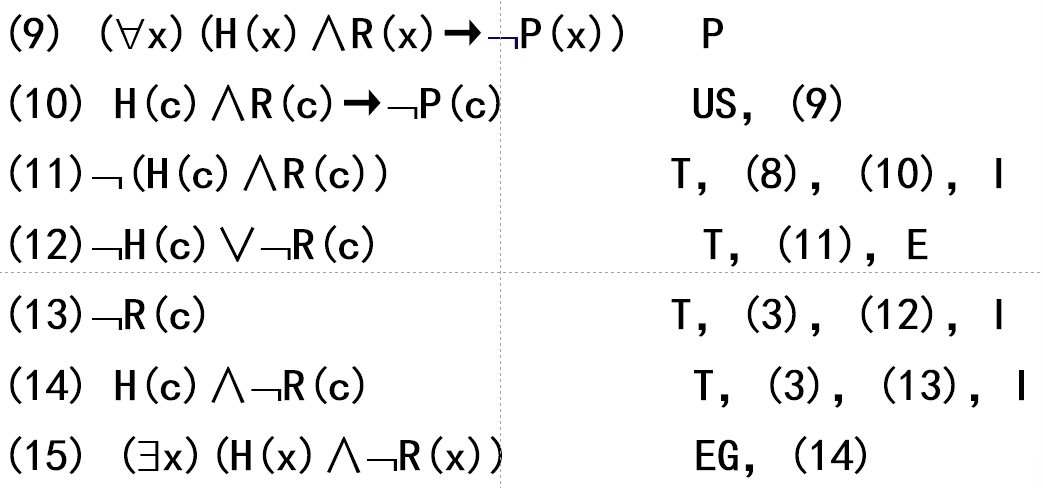 (9) (∀x)(H(x)∧R(x)→¬P(x)) P
(10) H(c)∧R(c)→¬P(c) US, (9)
(11)¬(H(c)∧R(c)) T, (8), (10), I
(12)¬H(c)∨¬R(c) T, (11), E
(13)¬R(c) T, (3), (12), I
(14) H(c)∧¬R(c) T, (3), (13), I
(15) (∃x)(H(x)∧¬R(x)) EG, (14)